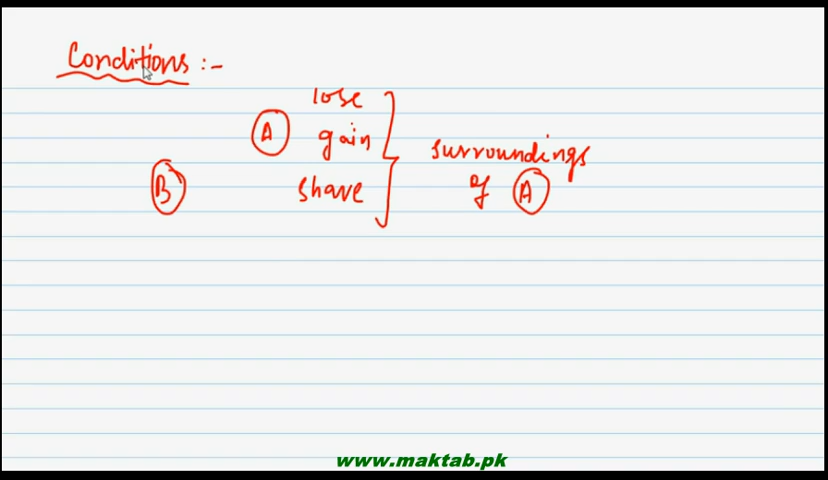 Conditions :-
lose
A gain
surroundings
B share
of A
www.maktab.pk